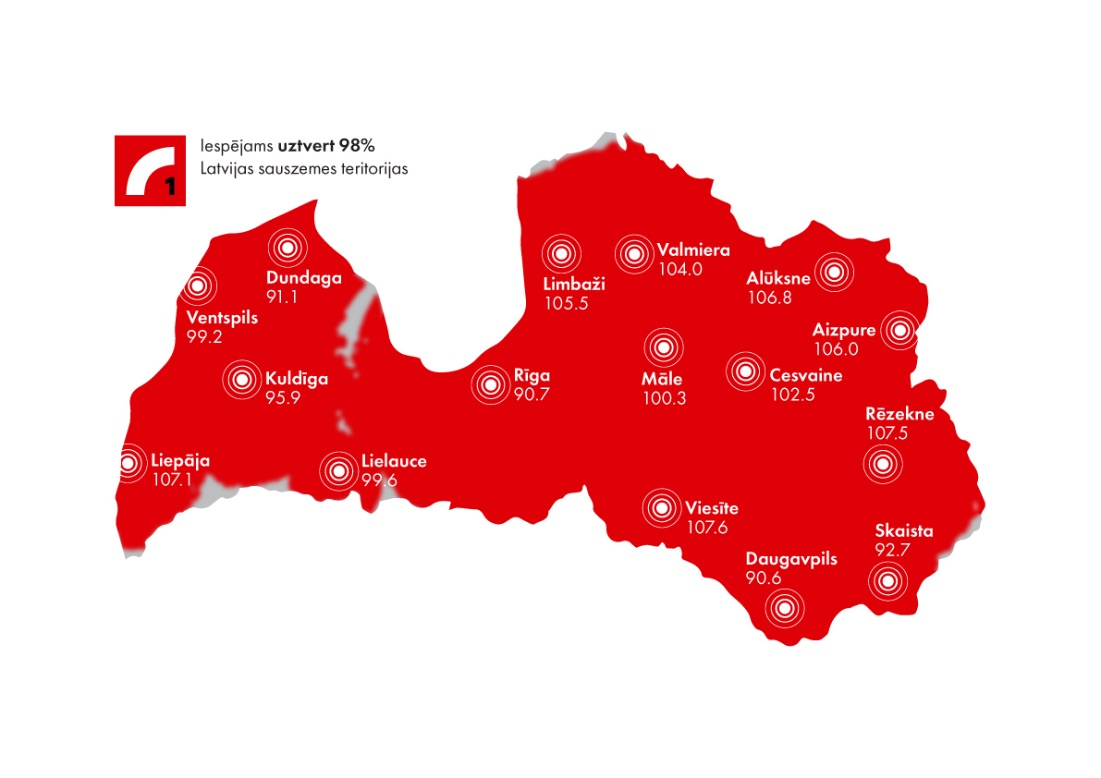 1
Iespējams uztvert 98%
Latvijas sauszemes teritorijas
Dundaga
91.1
Ventspils
99.2
Kuldīga
95.9
Liepāja
107.1
Lielauce
99.6
Rīga
90.7
Limbaži
105.5
Valmiera
104.0
Alūksne
106.8
Aizpure
106.0
Māle
100.3
Cesvaine
102.5
Rēzekne
107.5
Viesīte
107.6
Skaista
92.7
Daugavpils
90.6